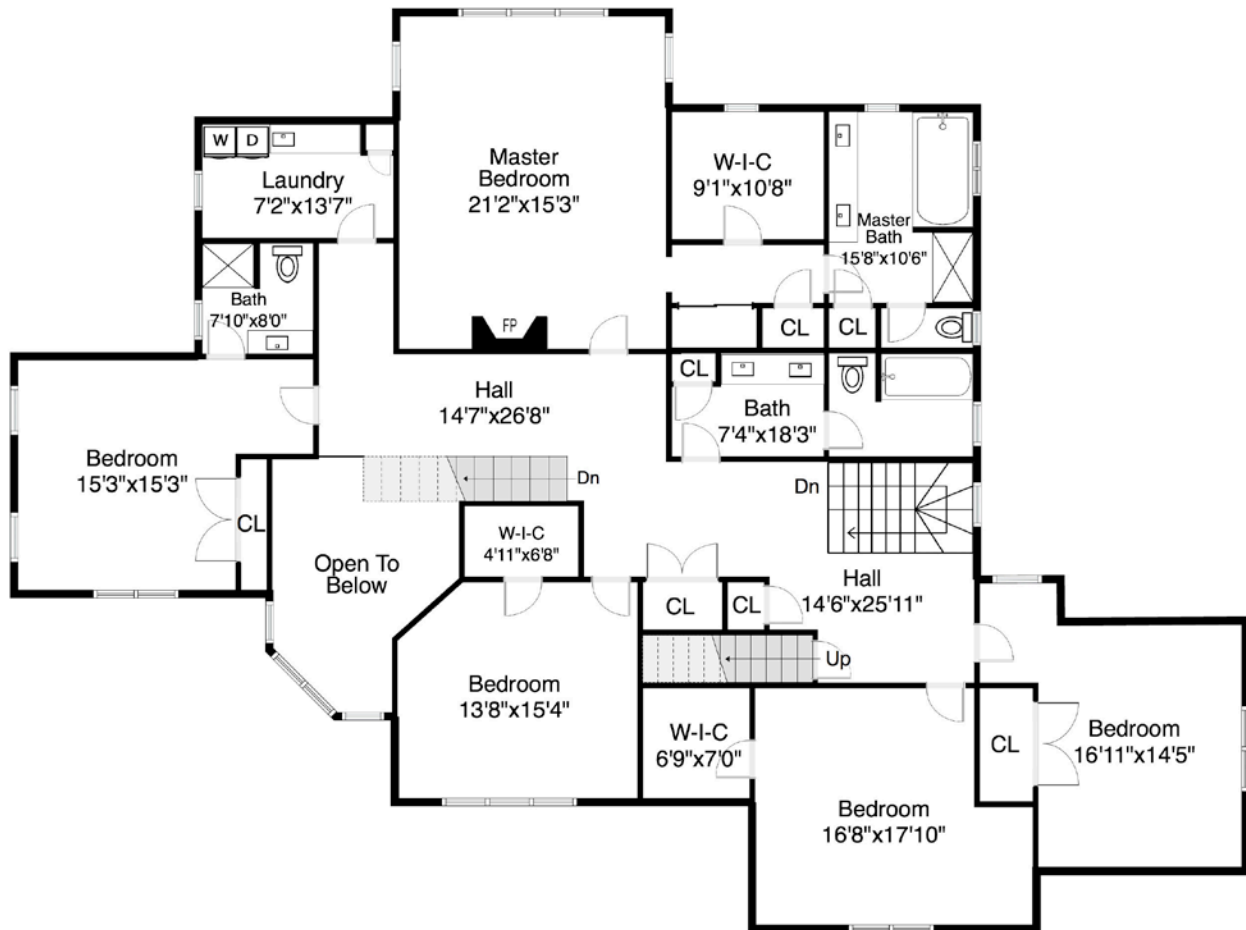 W
D
Laundry
7'2"x13'7"
Master
Bedroom
21'2"x15'3"
W-I-C
9'1"x10'8"
Master
Bath
15'8"x10'6"
Bath
7'10"x8'0"
FP
CL
CL
CL
Hall
14'7"x26'8"
Bath
7'4"x18'3"
Bedroom
15'3"x15'3"
CL
Dn
Dn
W-I-C
4'11"x6'8"
Open To
Below
Hall
14'6"x25'11"
CL
CL
Up
Bedroom
13'8"x15'4"
W-I-C
6'9"x7'0"
CL
Bedroom
16'11"x14'5"
Bedroom
16'8"x17'10"